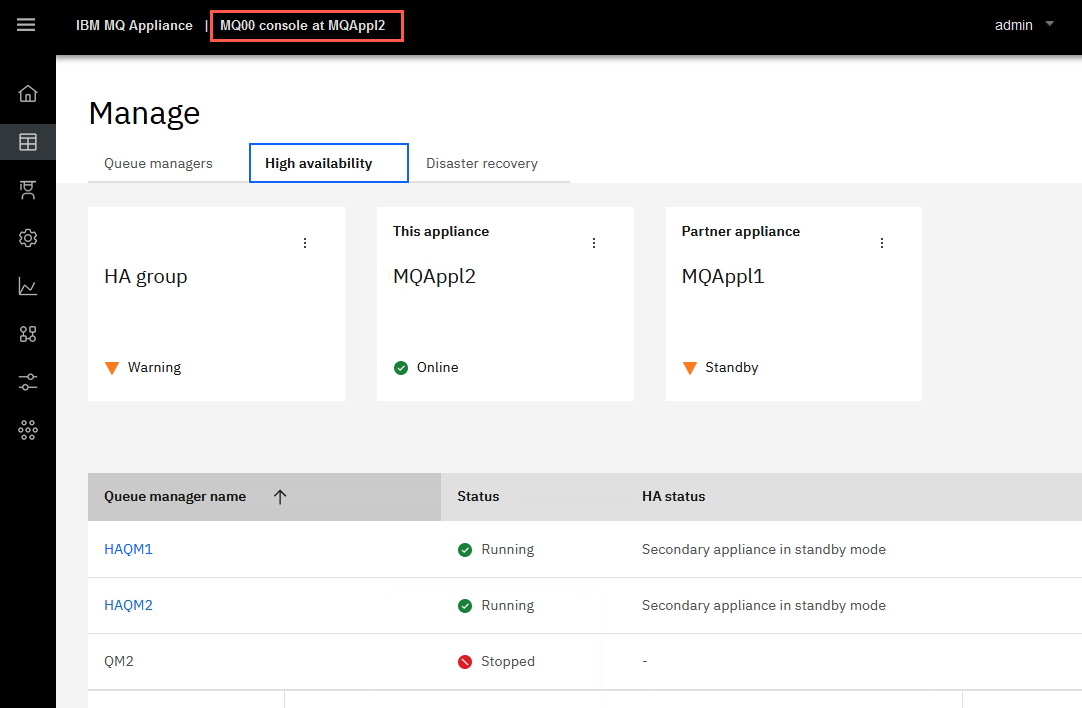 IBM MQ Appliance | MQ00 console at MQAppl2
admin
Manage
Queue managers High availability Disaster recovery
HA group
Warning
This appliance
MQAppl2
Online
Partner appliance
MQAppl1
Standby
Queue manager name Status HA status
HAQM1 Running Secondary appliance in standby mode
HAQM2 Running Secondary appliance in standby mode
QM2 Stopped -